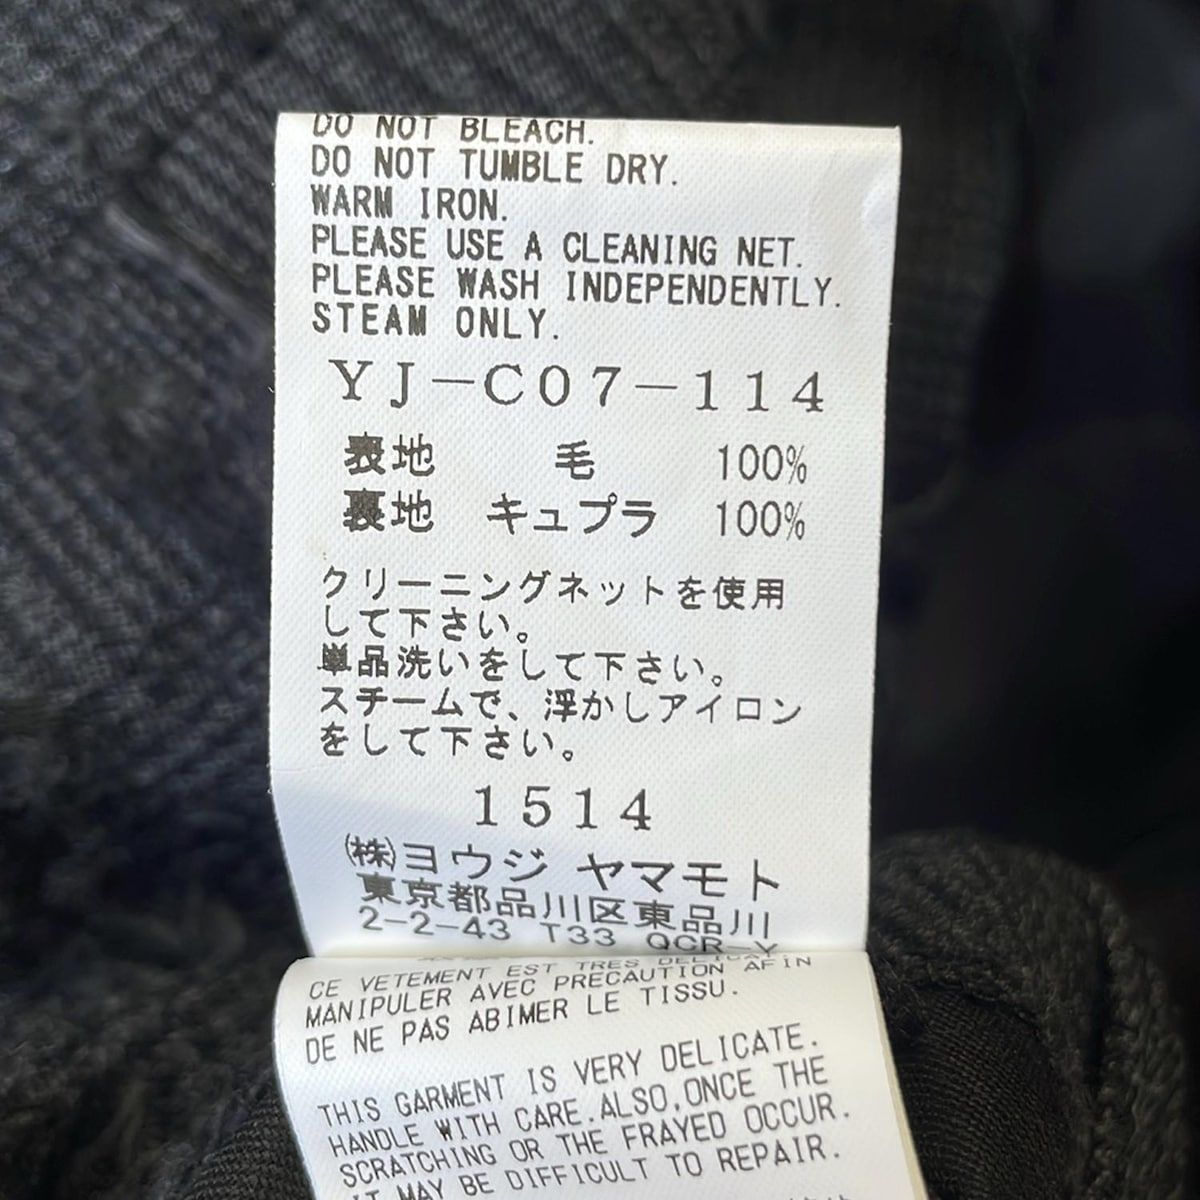 DO NOT BLEACH.
DO NOT TUMBLE DRY.
WARM IRON.
PLEASE USE A CLEANING NET.
PLEASE WASH INDEPENDENTLY.
STEAM ONLY.
YJ-C07-114
表地 毛 100%
裏地 キュプラ 100%
クリーニングネットを使用
して下さい。
単品洗いをして下さい。
スチームで、浮かしアイロン
をして下さい。
1514
㈱ヨウジ ヤマモト
東京都品川区東品川
2-2-43 T33 QCR-Y
CE VETEMENT EST TRES DELICAT
MANIPULER AVEC PRECAUTION AFIN
DE NE PAS ABIMER LE TISSU.
THIS GARMENT IS VERY DELICATE.
HANDLE WITH CARE.ALSO,ONCE THE
SCRATCHING OR THE FRAYED OCCUR.
IT MAY BE DIFFICULT TO REPAIR.